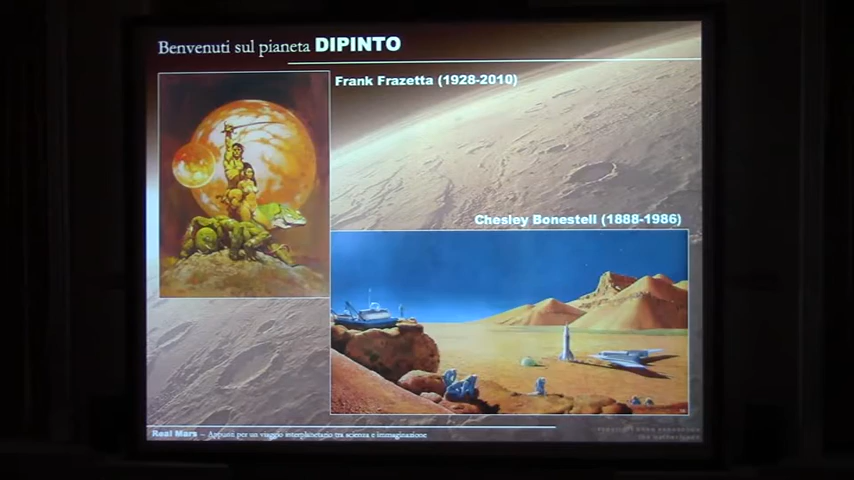 Benvenuti sul pianeta DIPINTO
Frank Frazetta (1928-2010)
Chesley Bonestell (1888-1986)
Real Mars – Appunti per un viaggio interplanetario tra scienza e immaginazione